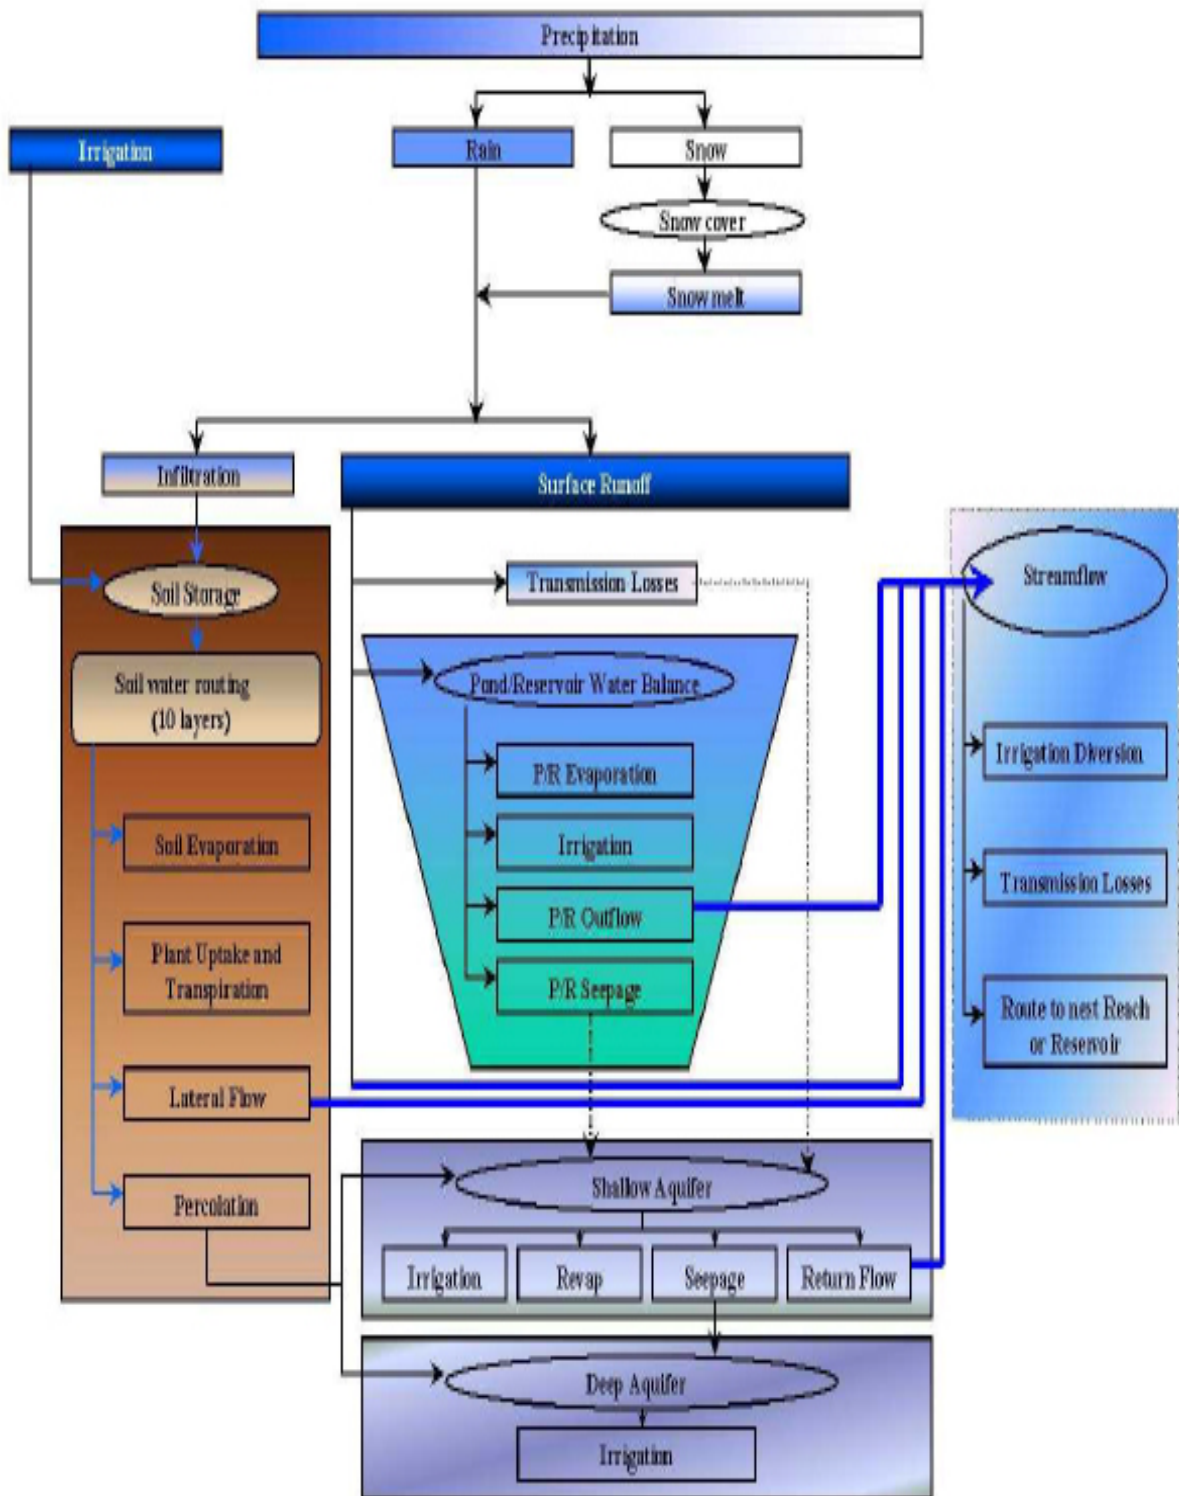 Precipitation
Irrigation
Rain
Snow
Snow cover
Snow melt
Infiltration
Surface Runoff
Soil Storage
Transmission Losses
Streamflow
Soil water routing
(10 layers)
Pond/Reservoir Water Balance
P/R Evaporation
Irrigation Diversion
Soil Evaporation
Irrigation
Transmission Losses
P/R Outflow
Plant Uptake and
Transpiration
P/R Seepage
Route to nest Reach
or Reservoir
Lateral Flow
Percolation
Shallow Aquifer
Irrigation
Revap
Seepage
Return Flow
Deep Aquifer
Irrigation